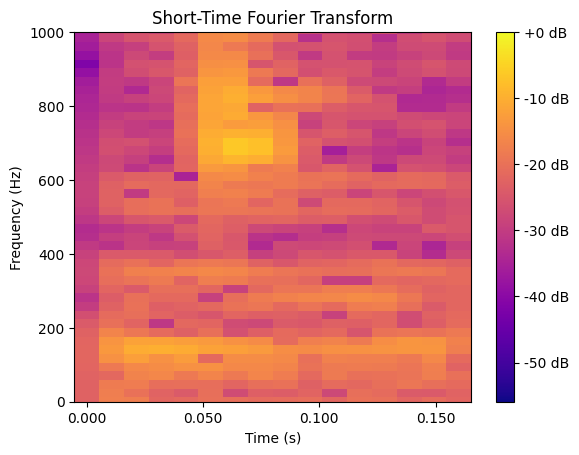 Short-Time Fourier Transform
1000
800
600
400
200
0
Frequency (Hz)
0.000
0.050
0.100
0.150
Time (s)
+0 dB
-10 dB
-20 dB
-30 dB
-40 dB
-50 dB